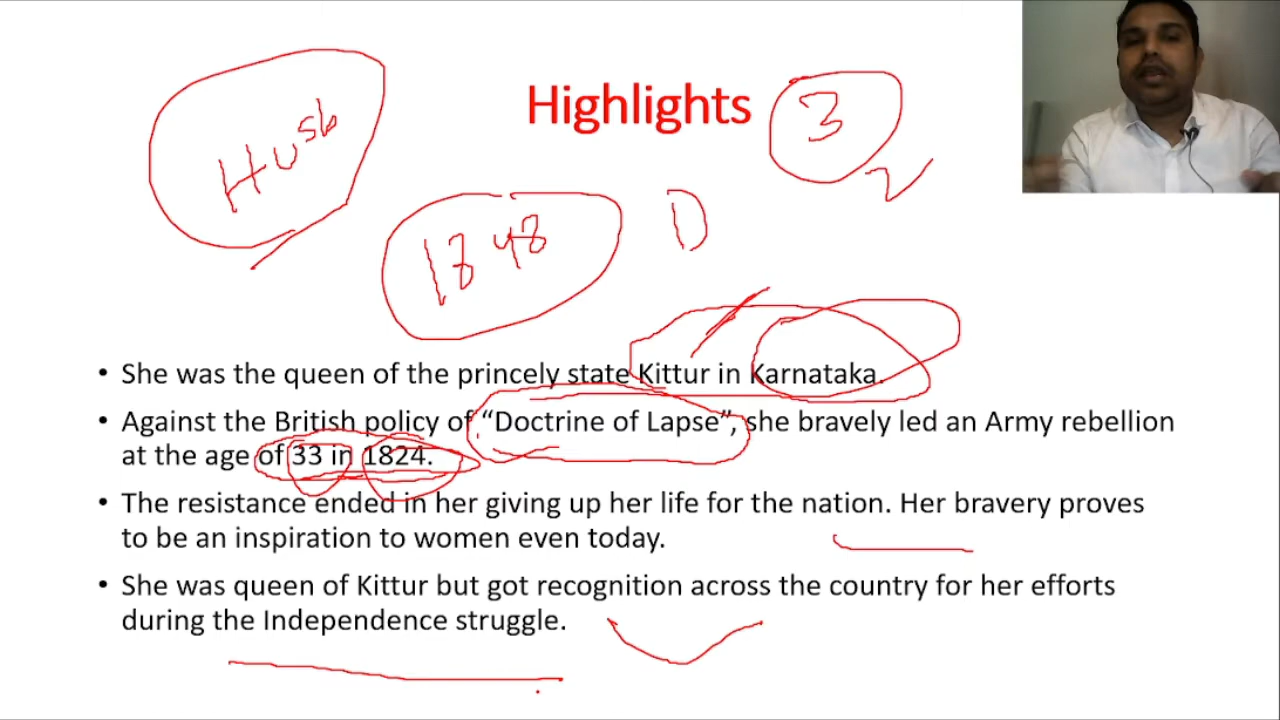 Husb
Highlights
3
1848
D
• She was the queen of the princely state Kittur in Karnataka.
• Against the British policy of “Doctrine of Lapse”, she bravely led an Army rebellion
at the age of 33 in 1824.
• The resistance ended in her giving up her life for the nation. Her bravery proves
to be an inspiration to women even today.
• She was queen of Kittur but got recognition across the country for her efforts
during the Independence struggle.